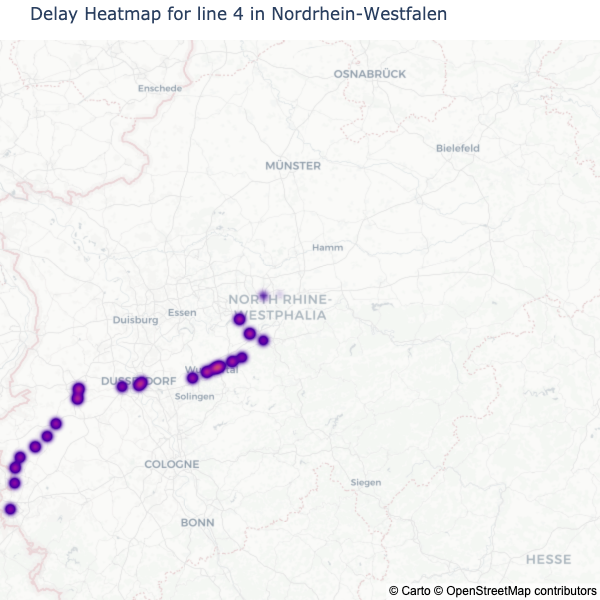 Delay Heatmap for line 4 in Nordrhein-Westfalen
OSNABRÜCK
Enschede
Bielefeld
MÜNSTER
Hamm
NORTH RHINE-
WESTPHALIA
Essen
Duisburg
DUSSELDORF
Wuppertal
Solingen
COLOGNE
Siegen
BONN
HESSE
© Carto © OpenStreetMap contributors